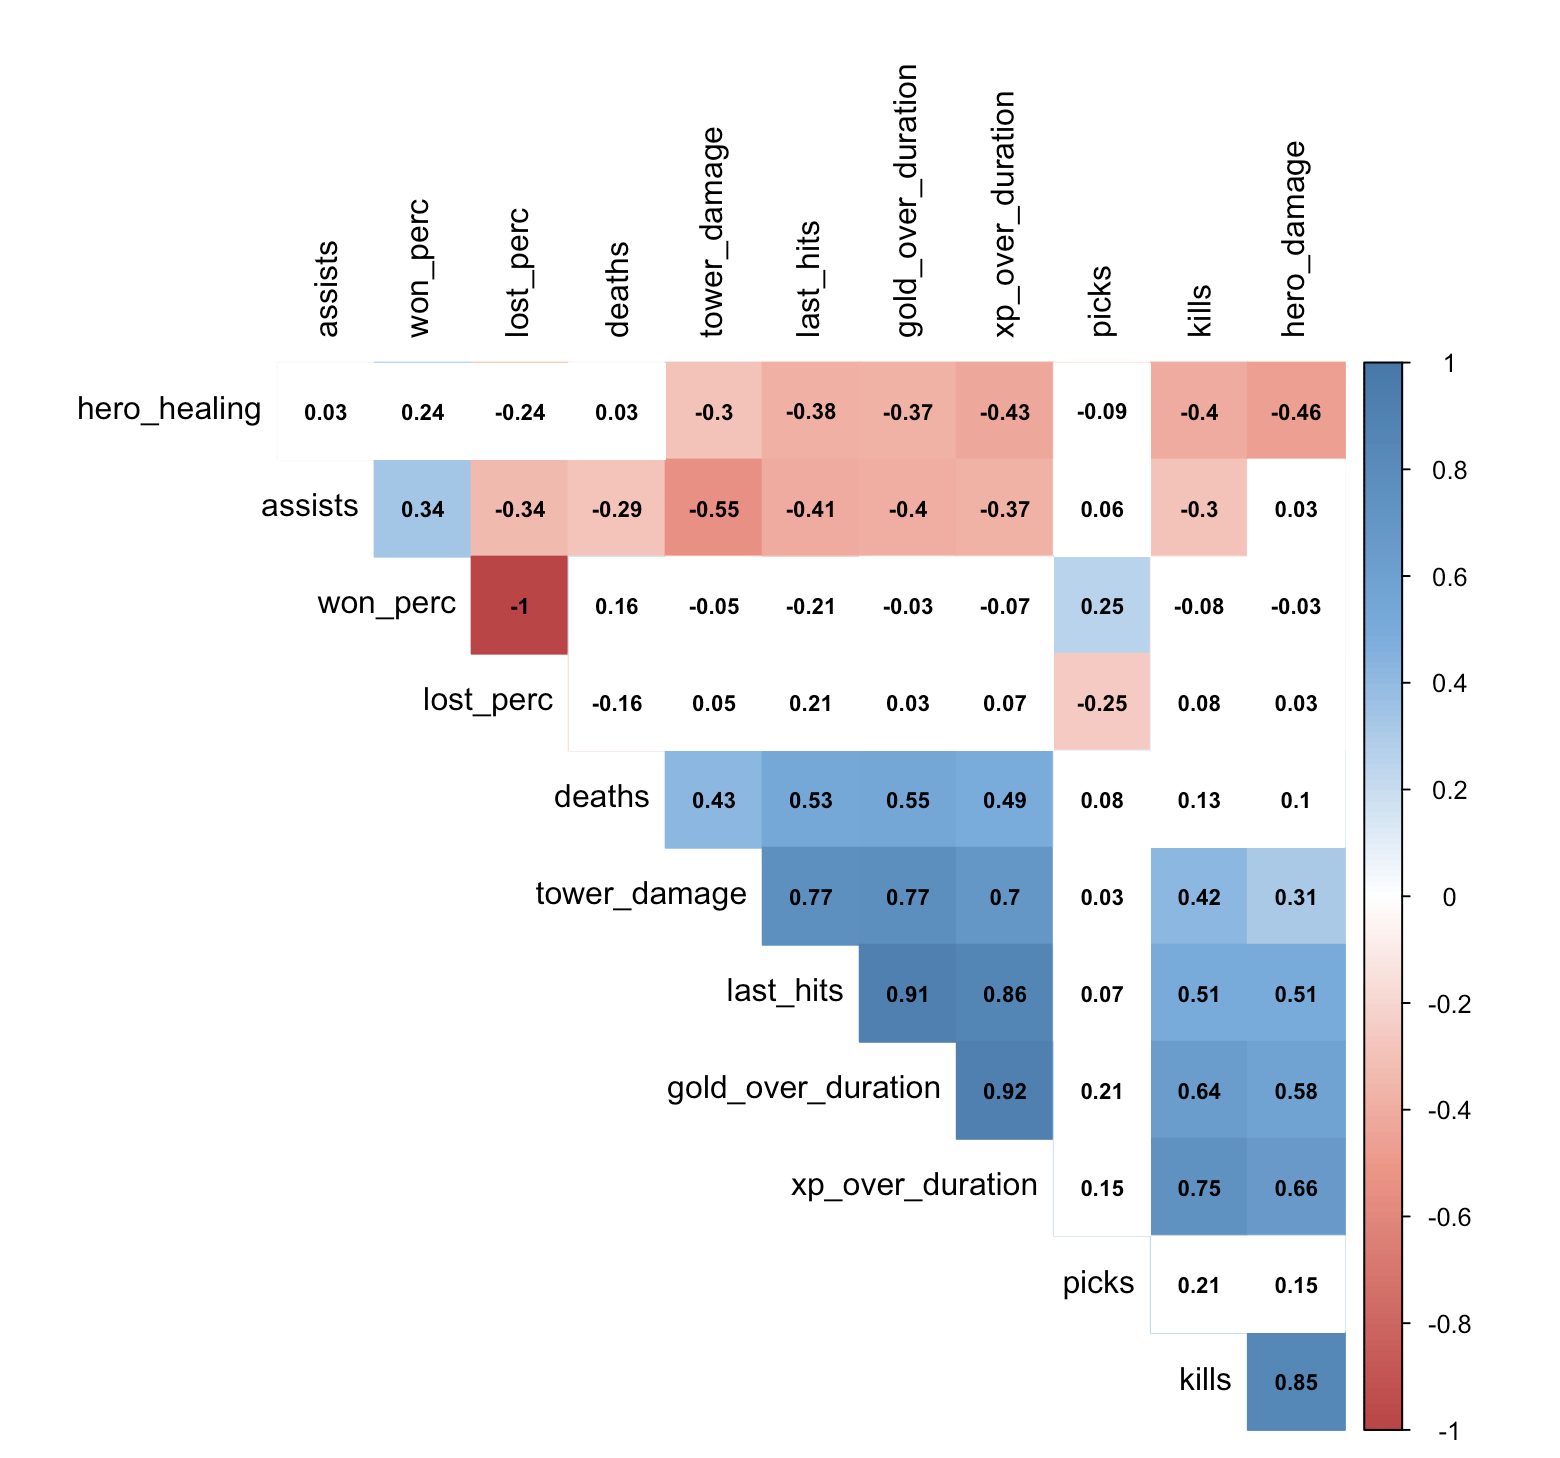 assists
won_perc
lost_perc
deaths
tower_damage
last_hits
gold_over_duration
xp_over_duration
picks
kills
hero_damage
hero_healing 0.03 0.24 -0.24 0.03 -0.3 -0.38 -0.37 -0.43 -0.09 -0.4 -0.46
assists 0.34 -0.34 -0.29 -0.55 -0.41 -0.4 -0.37 0.06 -0.3 0.03
won_perc -1 0.16 -0.05 -0.21 -0.03 -0.07 0.25 -0.08 -0.03
lost_perc -0.16 0.05 0.21 0.03 0.07 -0.25 0.08 0.03
deaths 0.43 0.53 0.55 0.49 0.08 0.13 0.1
tower_damage 0.77 0.77 0.7 0.03 0.42 0.31
last_hits 0.91 0.86 0.07 0.51 0.51
gold_over_duration 0.92 0.21 0.64 0.58
xp_over_duration 0.15 0.75 0.66
picks 0.21 0.15
kills 0.85
1
0.8
0.6
0.4
0.2
0
-0.2
-0.4
-0.6
-0.8
-1